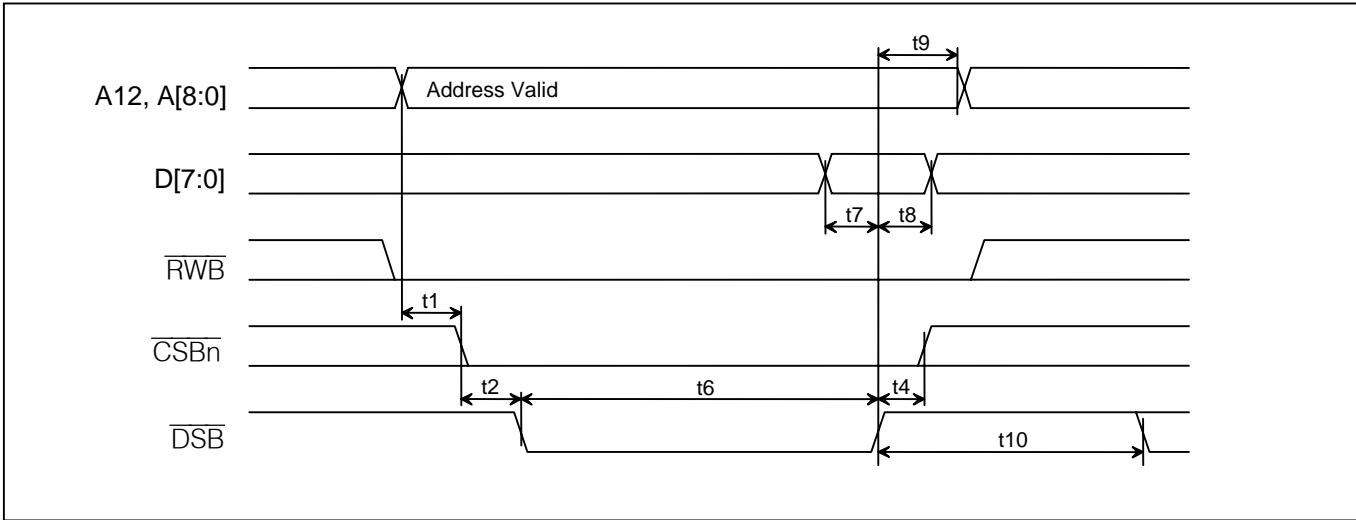 t9
A12, A[8:0]
Address Valid
D[7:0]
t7
t8
RWB
t1
CSBn
t2
t6
t4
DSB
t10